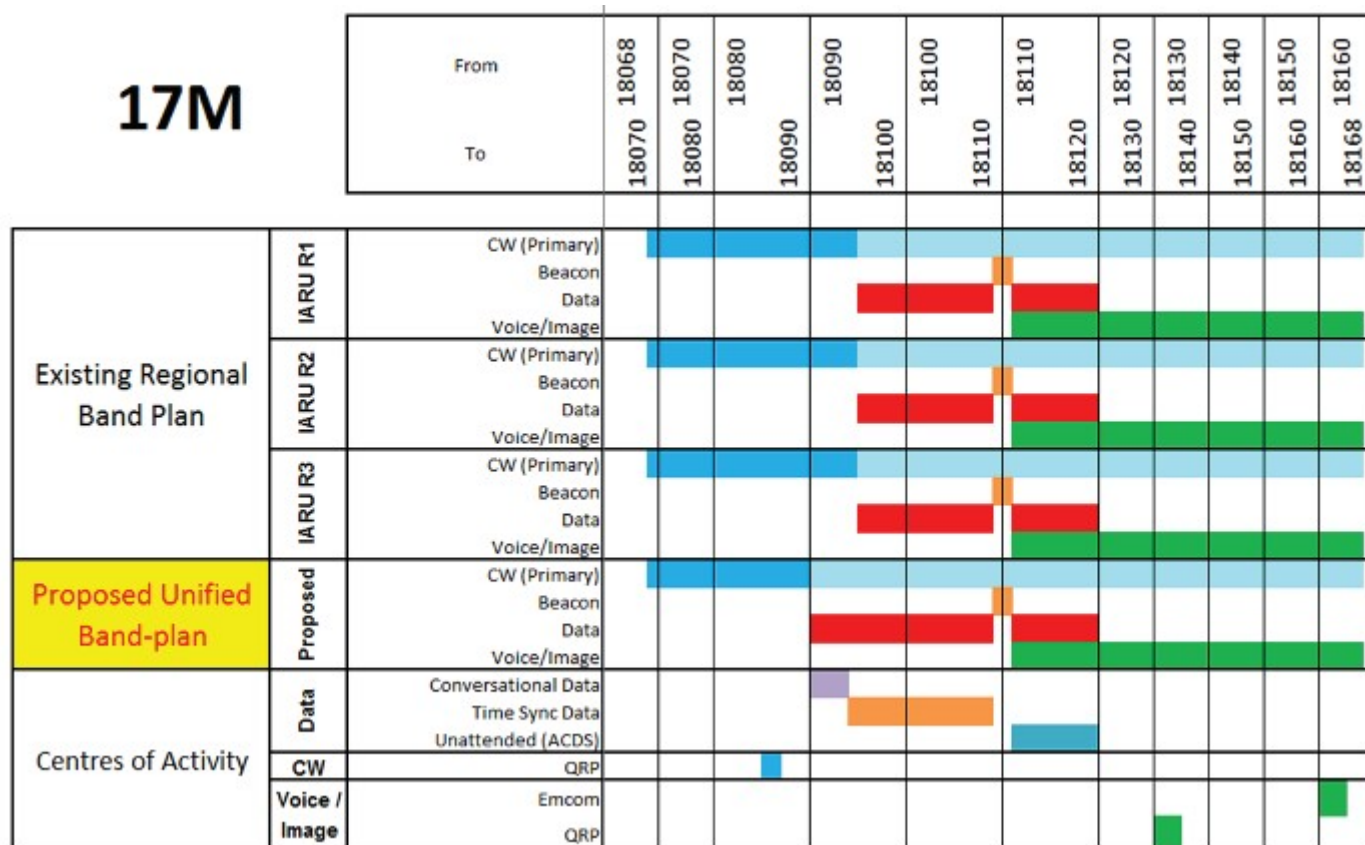 17M
From
To
18068
18070
18070
18080
18080
18090
18090
18100
18100
18110
18110
18120
18120
18130
18130
18140
18140
18150
18150
18160
18160
18168
Existing Regional
Band Plan
IARU R1
CW (Primary)
Beacon
Data
Voice/Image
IARU R2
CW (Primary)
Beacon
Data
Voice/Image
IARU R3
CW (Primary)
Beacon
Data
Voice/Image
Proposed Unified
Band-plan
Proposed
CW (Primary)
Beacon
Data
Voice/Image
Centres of Activity
Data
Conversational Data
Time Sync Data
Unattended (ACDS)
CW
QRP
Voice /
Image
Emcom
QRP